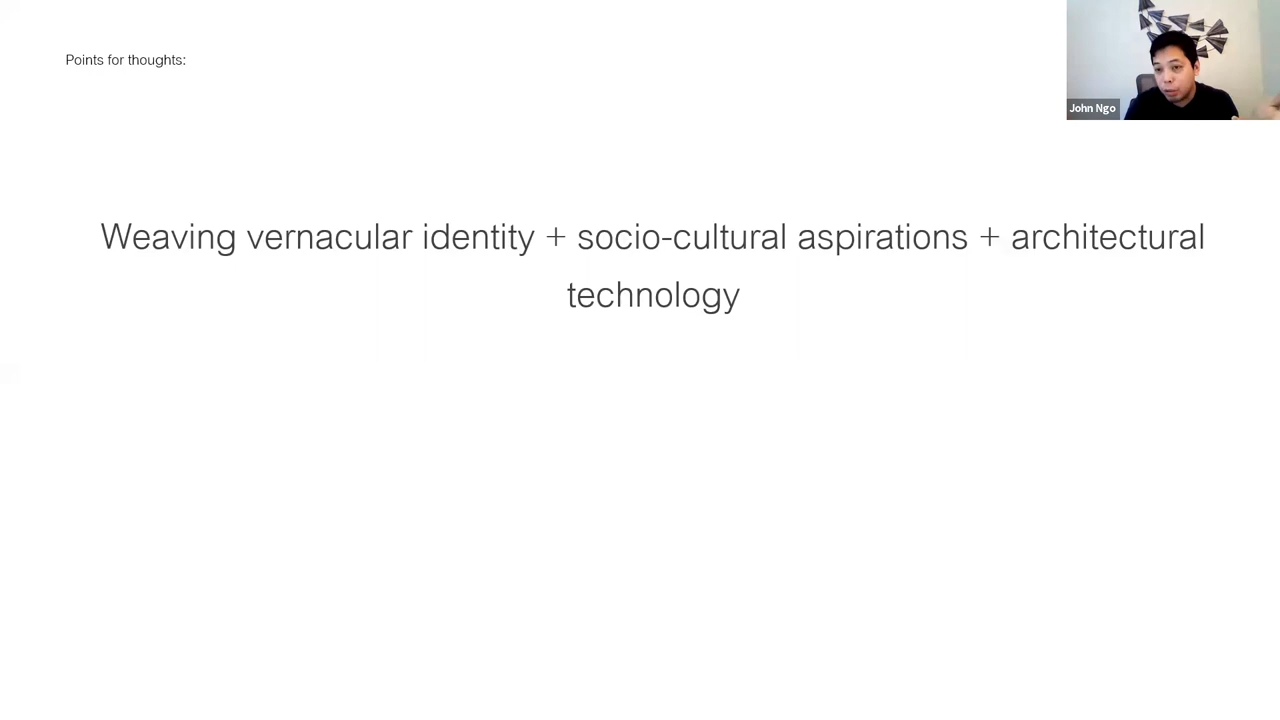 Points for thoughts:
John Ngo
Weaving vernacular identity + socio-cultural aspirations + architectural
technology